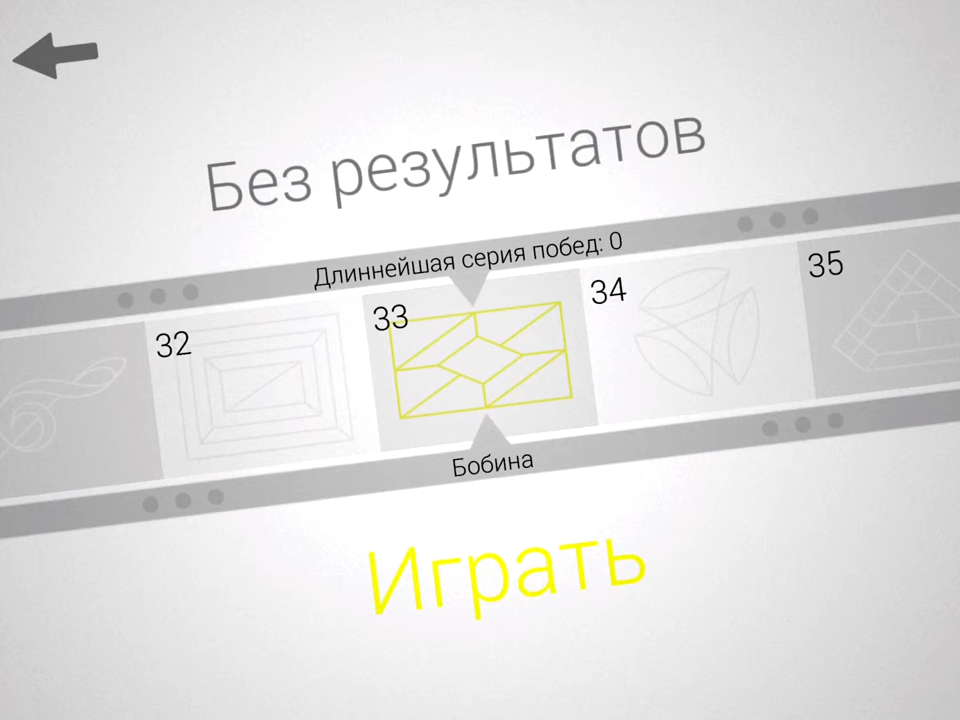 Без результатов
Длиннейшая серия побед: 0
32
33
34
35
Бобина
Играть